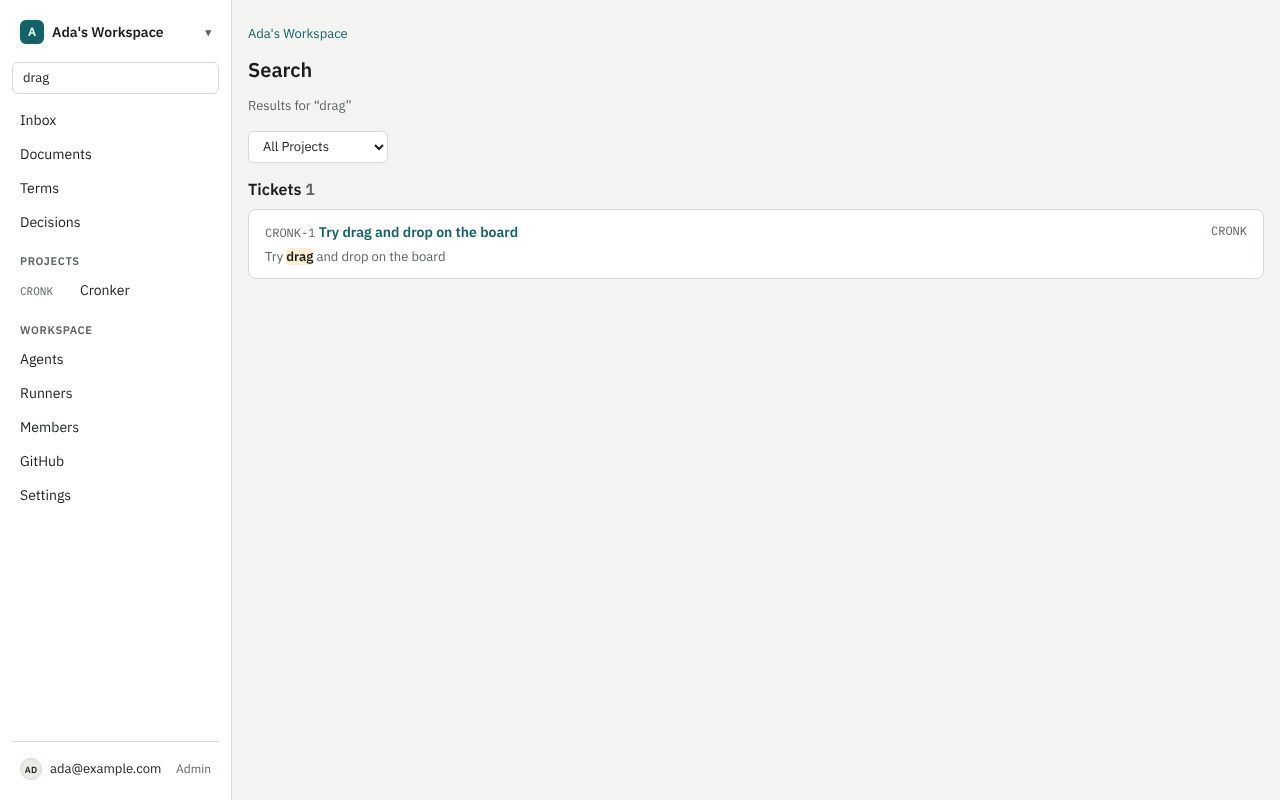 A Ada's Workspace ▾
drag
Inbox
Documents
Terms
Decisions
PROJECTS
CRONK Cronker
WORKSPACE
Agents
Runners
Members
GitHub
Settings
AD ada@example.com Admin
Ada's Workspace
Search
Results for “drag”
All Projects
Tickets 1
CRONK-1 Try drag and drop on the board CRONK
Try drag and drop on the board